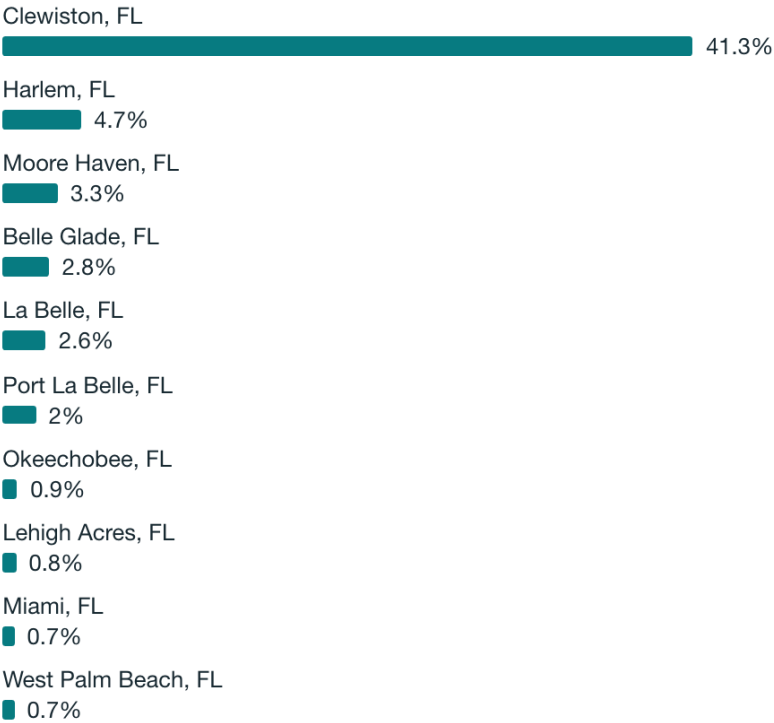 Clewiston, FL
41.3%
Harlem, FL
4.7%
Moore Haven, FL
3.3%
Belle Glade, FL
2.8%
La Belle, FL
2.6%
Port La Belle, FL
2%
Okeechobee, FL
0.9%
Lehigh Acres, FL
0.8%
Miami, FL
0.7%
West Palm Beach, FL
0.7%